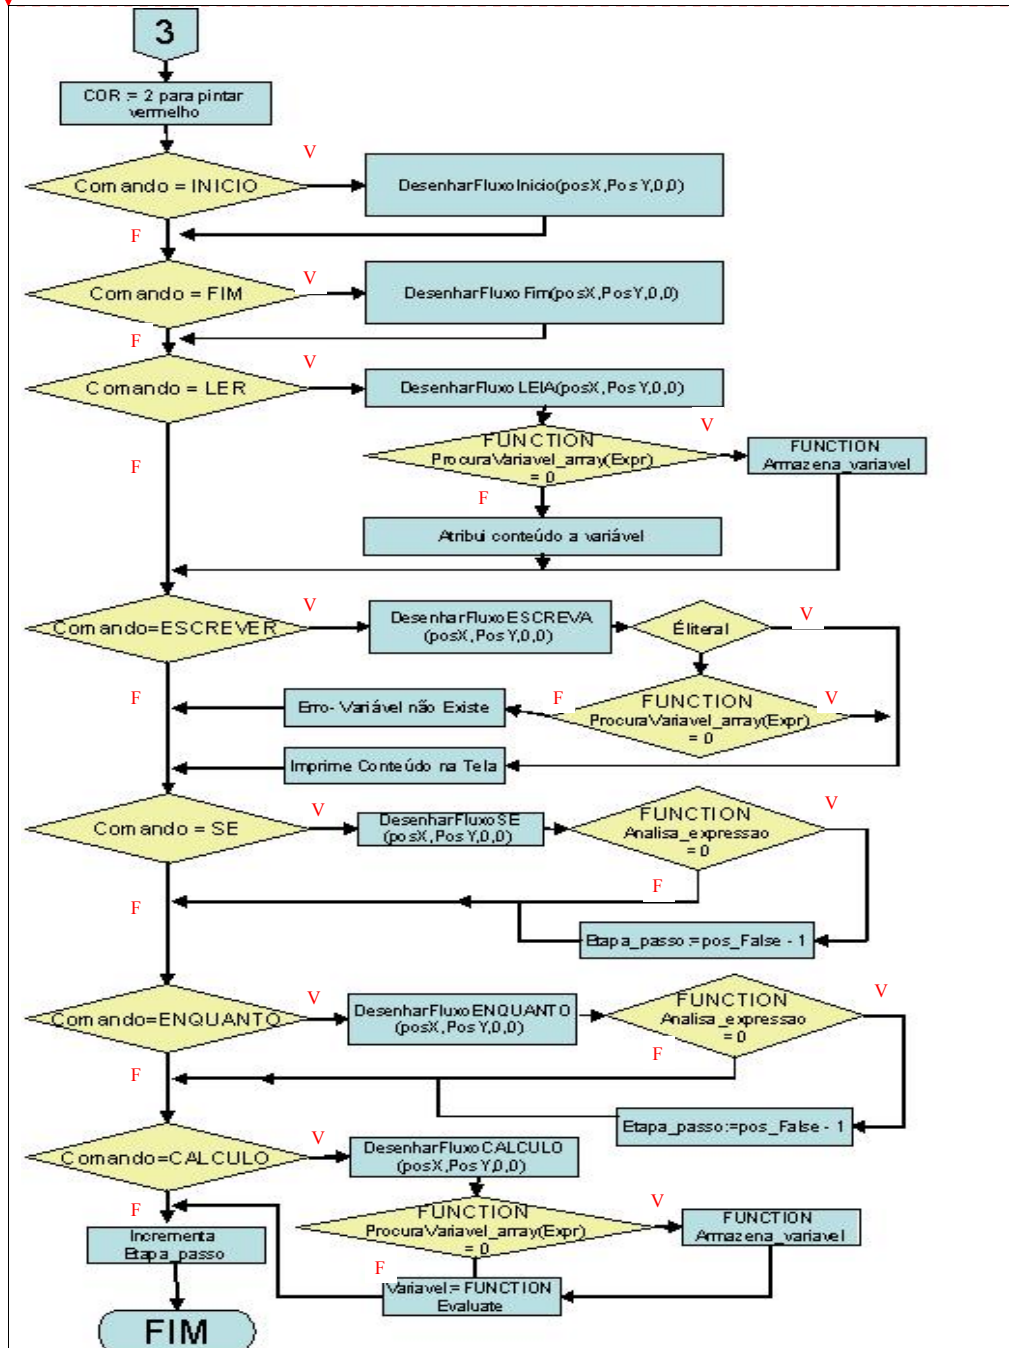 3
COR := 2 para pintar
vermelho
V
Comando = INICIO
DesenharFluxoInicio(posX,PosY,0,0)
F
V
Comando = FIM
DesenharFluxoFim(posX,PosY,0,0)
F
V
Comando = LER
DesenharFluxoLEIA(posX,PosY,0,0)
V
FUNCTION
ProcuraVariavel_array(Expr)
= 0
FUNCTION
Armazena_variavel
F
F
Atribui conteúdo a variável
V
Comando=ESCREVER
DesenharFluxoESCREVA
(posX,PosY,0,0)
É literal
V
F
Erro- Variável não Existe
F
FUNCTION
ProcuraVariavel_array(Expr)
= 0
V
Imprime Conteúdo na Tela
V
Comando = SE
DesenharFluxoSE
(posX,PosY,0,0)
FUNCTION
Analisa_expressao
= 0
V
F
F
Etapa_passo:=pos_False - 1
V
Comando=ENQUANTO
DesenharFluxoENQUANTO
(posX,PosY,0,0)
FUNCTION
Analisa_expressao
= 0
V
F
F
Etapa_passo:=pos_False - 1
V
Comando=CALCULO
DesenharFluxoCALCULO
(posX,PosY,0,0)
F
FUNCTION
ProcuraVariavel_array(Expr)
= 0
V
FUNCTION
Armazena_variavel
Incrementa
Etapa_passo
F
Variavel:= FUNCTION
Evaluate
FIM